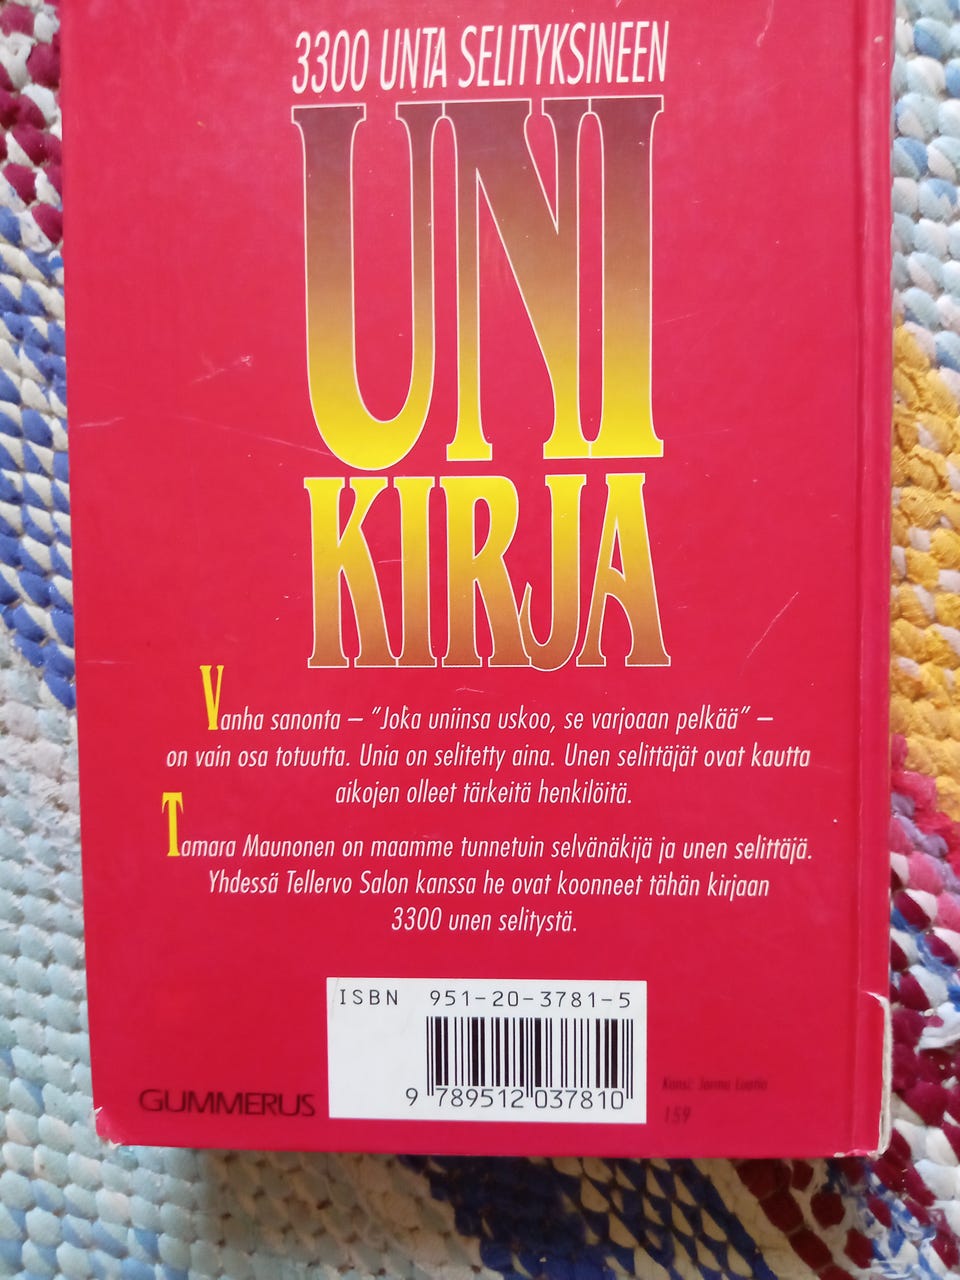 3300 UNTA SELITYKSINEEN
UNI
KIRJA
Vanha sanonta – "Joka uniinsa uskoo, se varjoaan pelkää" –
on vain osa totuutta. Unia on selitetty aina. Unen selittäjät ovat kautta
aikojen olleet tärkeitä henkilöitä.
Tamara Maunonen on maamme tunnetuin selvänäkijä ja unen selittäjä.
Yhdessä Tellervo Salon kanssa he ovat koonneet tähän kirjaan
3300 unen selitystä.
ISBN 951-20-3781-5
9 789512 037810
GUMMERUS
Kansi: Janne
159